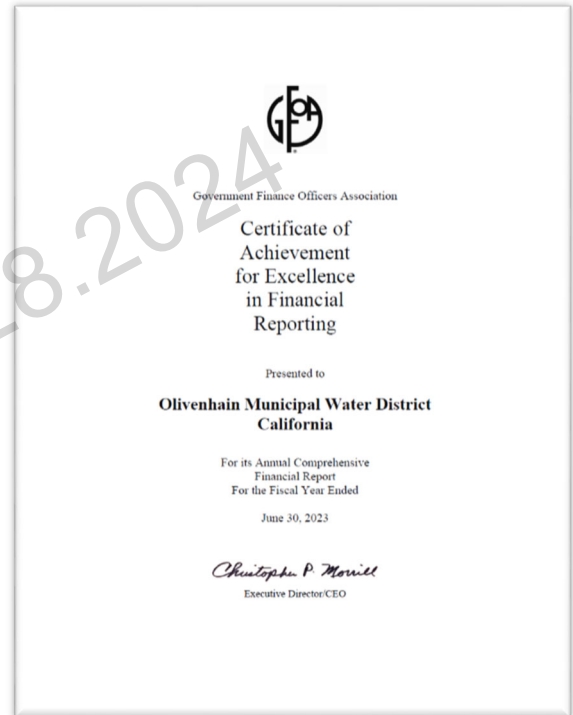 GFOA
Government Finance Officers Association
Certificate of
Achievement
for Excellence
in Financial
Reporting
Presented to
Olivenhain Municipal Water District
California
For its Annual Comprehensive
Financial Report
For the Fiscal Year Ended
June 30, 2023
Christopher P. Morrill
Executive Director/CEO
8.2024